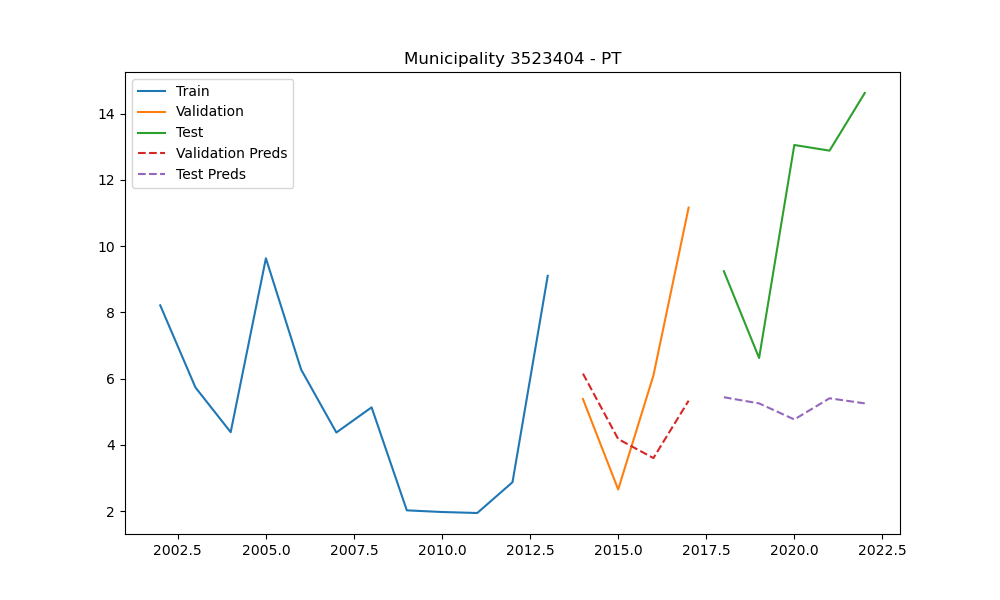 Municipality 3523404 - PT
Train
Validation
Test
Validation Preds
Test Preds
14
12
10
8
6
4
2
2002.5 2005.0 2007.5 2010.0 2012.5 2015.0 2017.5 2020.0 2022.5